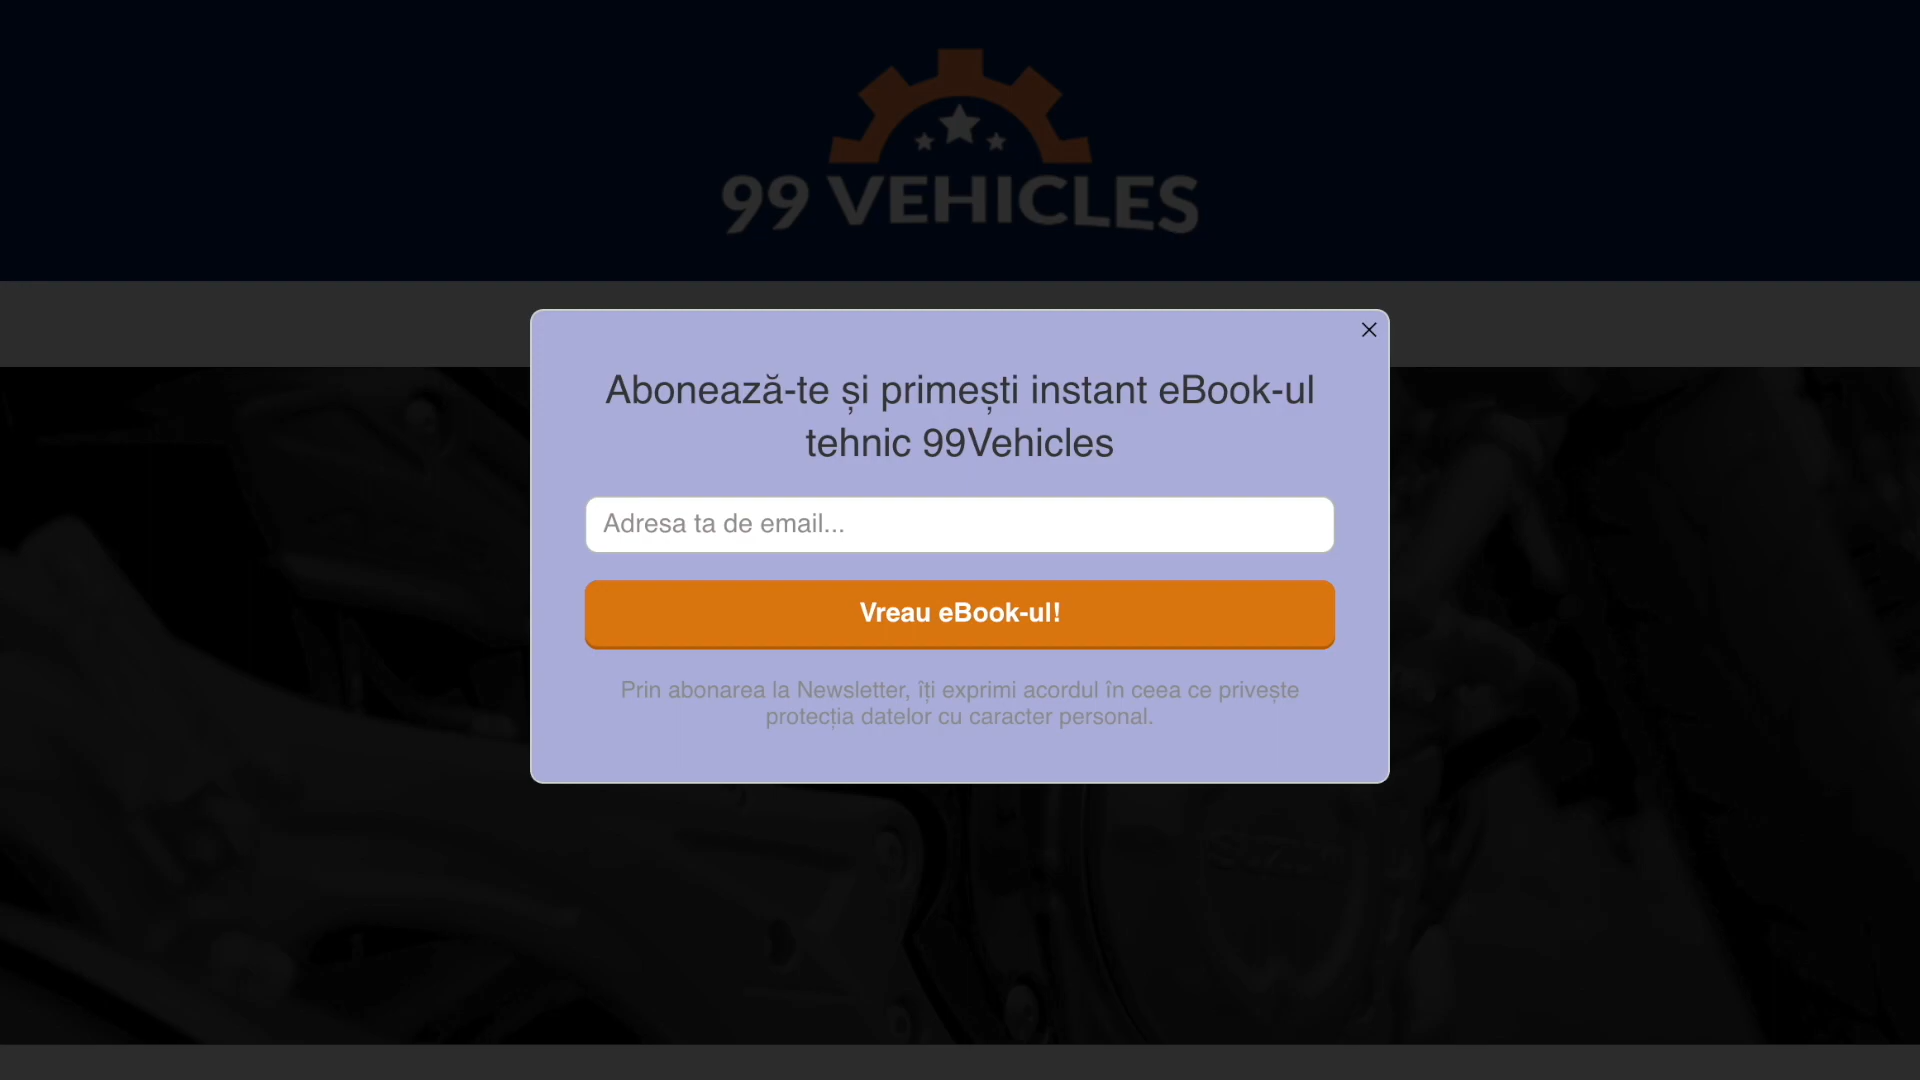 99 VEHICLES
Abonează-te și primești instant eBook-ul
tehnic 99Vehicles
Adresa ta de email...
Vreau eBook-ul!
Prin abonarea la Newsletter, îți exprimi acordul în ceea ce privește
protecția datelor cu caracter personal.